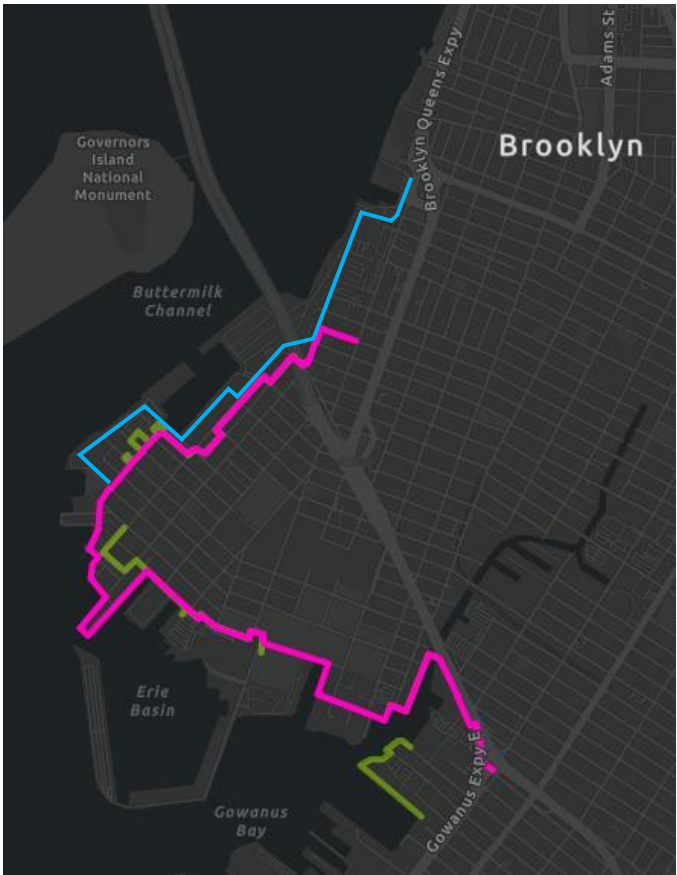 Adams St
Brooklyn Queens Expy
Brooklyn
Governors
Island
National
Monument
Buttermilk
Channel
Erie
Basin
Gowanus Expy E
Gowanus
Bay